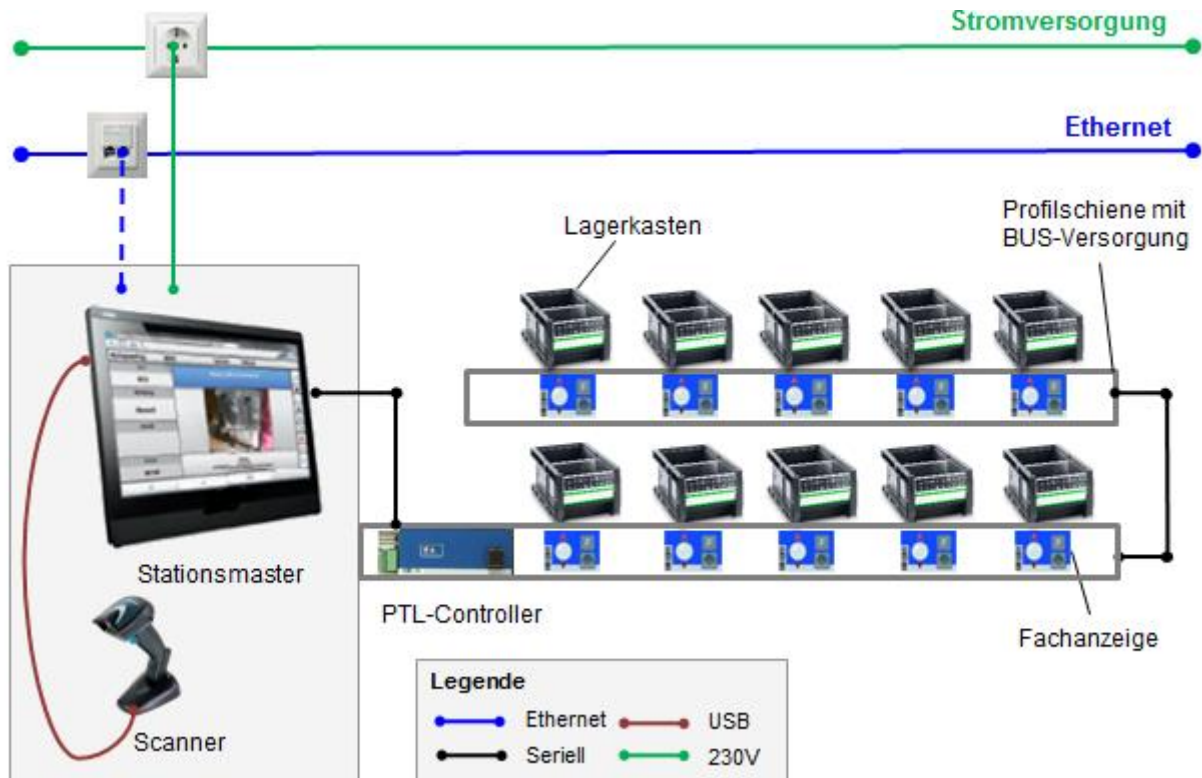 Stromversorgung
Ethernet
Lagerkasten
Profilschiene mit
BUS-Versorgung
Stationsmaster
PTL-Controller
Fachanzeige
Scanner
Legende
Ethernet
USB
Seriell
230V